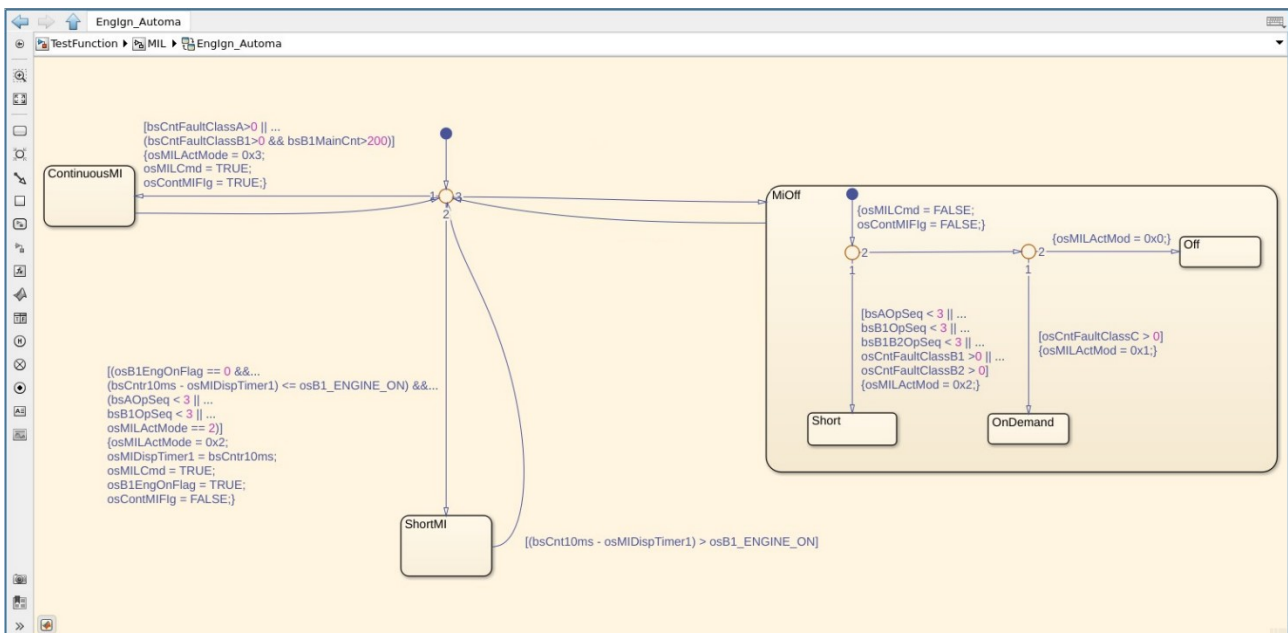 EngIgn_Automa
TestFunction MIL EngIgn_Automa
[bsCntFaultClassA>0 || ...
(bsCntFaultClassB1>0 && bsB1MainCnt>200)]
{osMILActMode = 0x3;
osMILCmd = TRUE;
osContMIFlg = TRUE;}
ContinuousMI
1
3
2
MiOff
{osMILCmd = FALSE;
osContMIFlg = FALSE;}
2
1
2
1
{osMILActMod = 0x0;}
Off
[bsAOpSeq < 3 || ...
bsB1OpSeq < 3 || ...
bsB1B2OpSeq < 3 || ...
osCntFaultClassB1 >0 || ...
osCntFaultClassB2 > 0]
{osMILActMod = 0x2;}
[osCntFaultClassC > 0]
{osMILActMod = 0x1;}
Short
OnDemand
[(osB1EngOnFlag == 0 &&...
(bsCntr10ms - osMIDispTimer1) <= osB1_ENGINE_ON) &&...
(bsAOpSeq < 3 || ...
bsB1OpSeq < 3 || ...
osMILActMode == 2)]
{osMILActMode = 0x2;
osMIDispTimer1 = bsCntr10ms;
osMILCmd = TRUE;
osB1EngOnFlag = TRUE;
osContMIFlg = FALSE;}
ShortMI
[(bsCnt10ms - osMIDispTimer1) > osB1_ENGINE_ON]